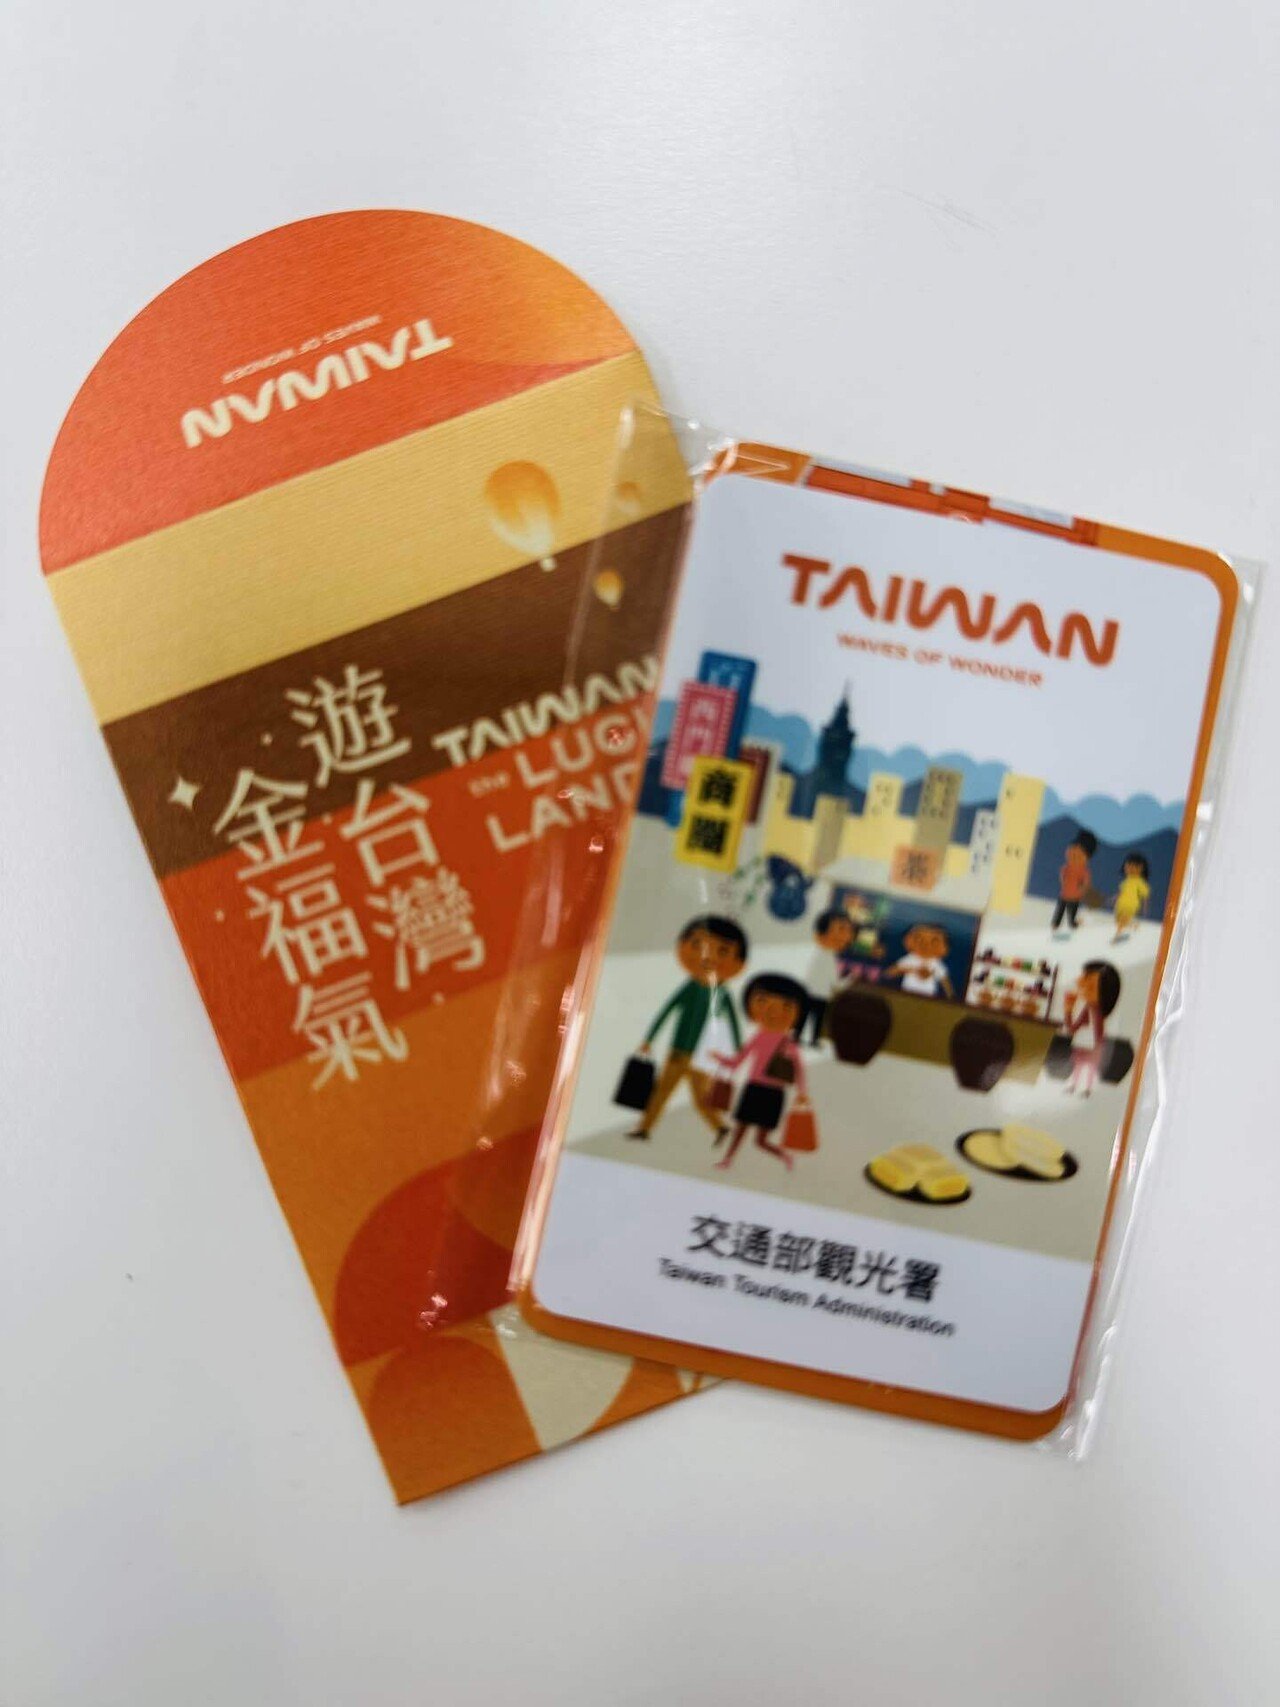 TAIWAN
WAVES OF WONDER
遊台灣
金福氣
TAIWAN
the LUC
LAND
TAIWAN
WAVES OF WONDER
西門
商圈
茶
交通部觀光署
Taiwan Tourism Administration